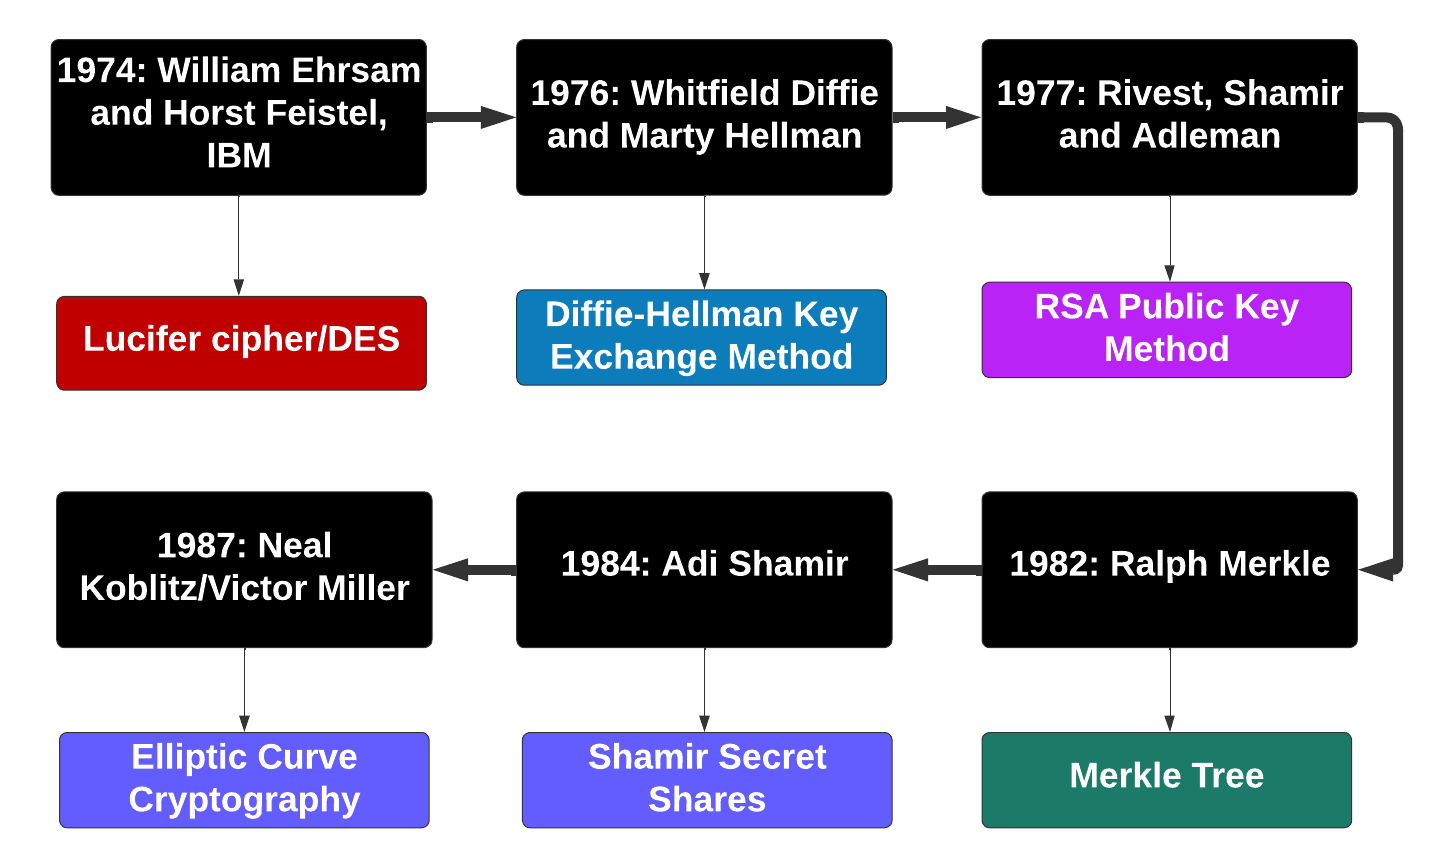 1974: William Ehrsam
and Horst Feistel,
IBM
1976: Whitfield Diffie
and Marty Hellman
1977: Rivest, Shamir
and Adleman
Lucifer cipher/DES
Diffie-Hellman Key
Exchange Method
RSA Public Key
Method
1987: Neal
Koblitz/Victor Miller
1984: Adi Shamir
1982: Ralph Merkle
Elliptic Curve
Cryptography
Shamir Secret
Shares
Merkle Tree